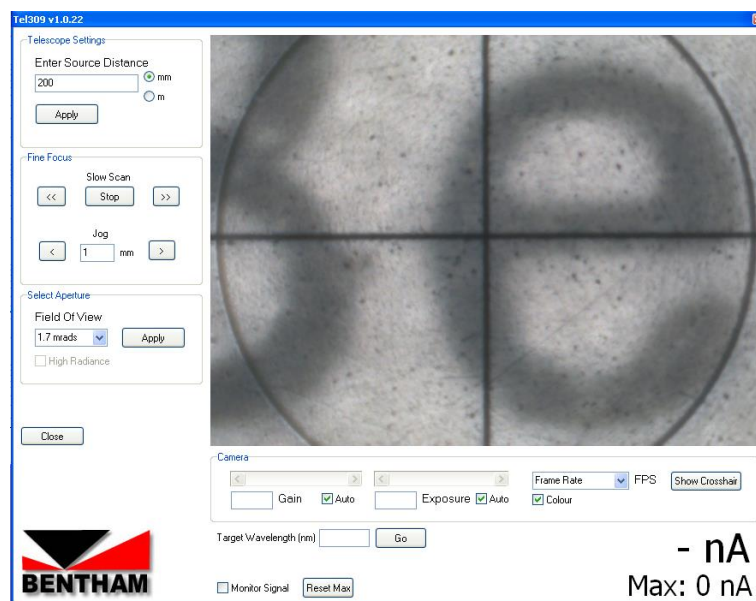 Tel309 v1.0.22
Telescope Settings
Enter Source Distance
200
mm
m
Apply
Fine Focus
Slow Scan
<< Stop >>
Jog
< 1 mm >
Select Aperture
Field Of View
1.7 mrads Apply
High Radiance
Close
e
Camera
Gain Auto Exposure Auto Frame Rate FPS Show Crosshair
Colour
Target Wavelength (nm) Go
- nA
Monitor Signal Reset Max Max: 0 nA
BENTHAM